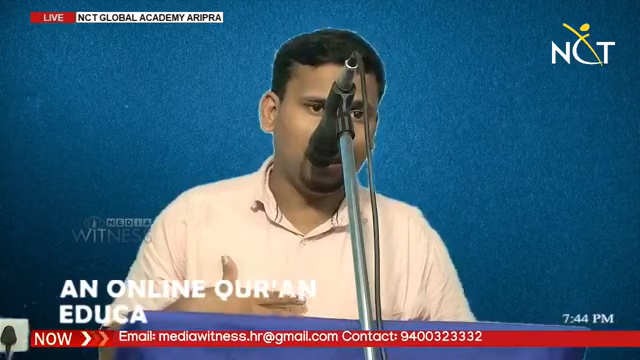 LIVE NCT GLOBAL ACADEMY ARIPRA
NCT
MEDIA
WITNESS
AN ONLINE QUR'AN
EDUCA
7:44 PM
NOW Email: mediawitness.hr@gmail.com Contact: 9400323332